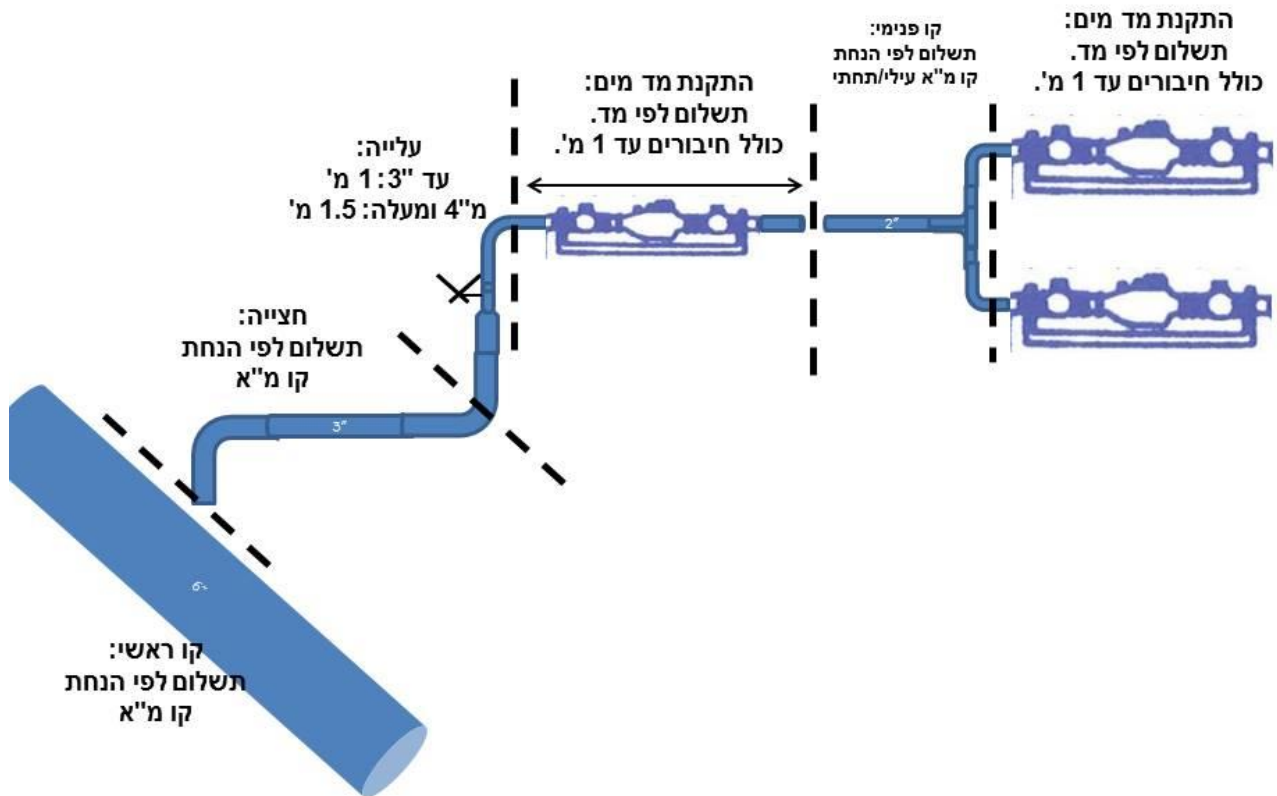 התקנת מד מים:
תשלום לפי מד.
כולל חיבורים עד 1 מ'.
קו פנימי:
תשלום לפי הנחת
קו מ"א עילי/תחתי
התקנת מד מים:
תשלום לפי מד.
כולל חיבורים עד 1 מ'.
עלייה:
עד "3: 1 מ'
מ"4 ומעלה: 1.5 מ'
2"
חצייה:
תשלום לפי הנחת
קו מ"א
3"
6"
קו ראשי:
תשלום לפי הנחת
קו מ"א